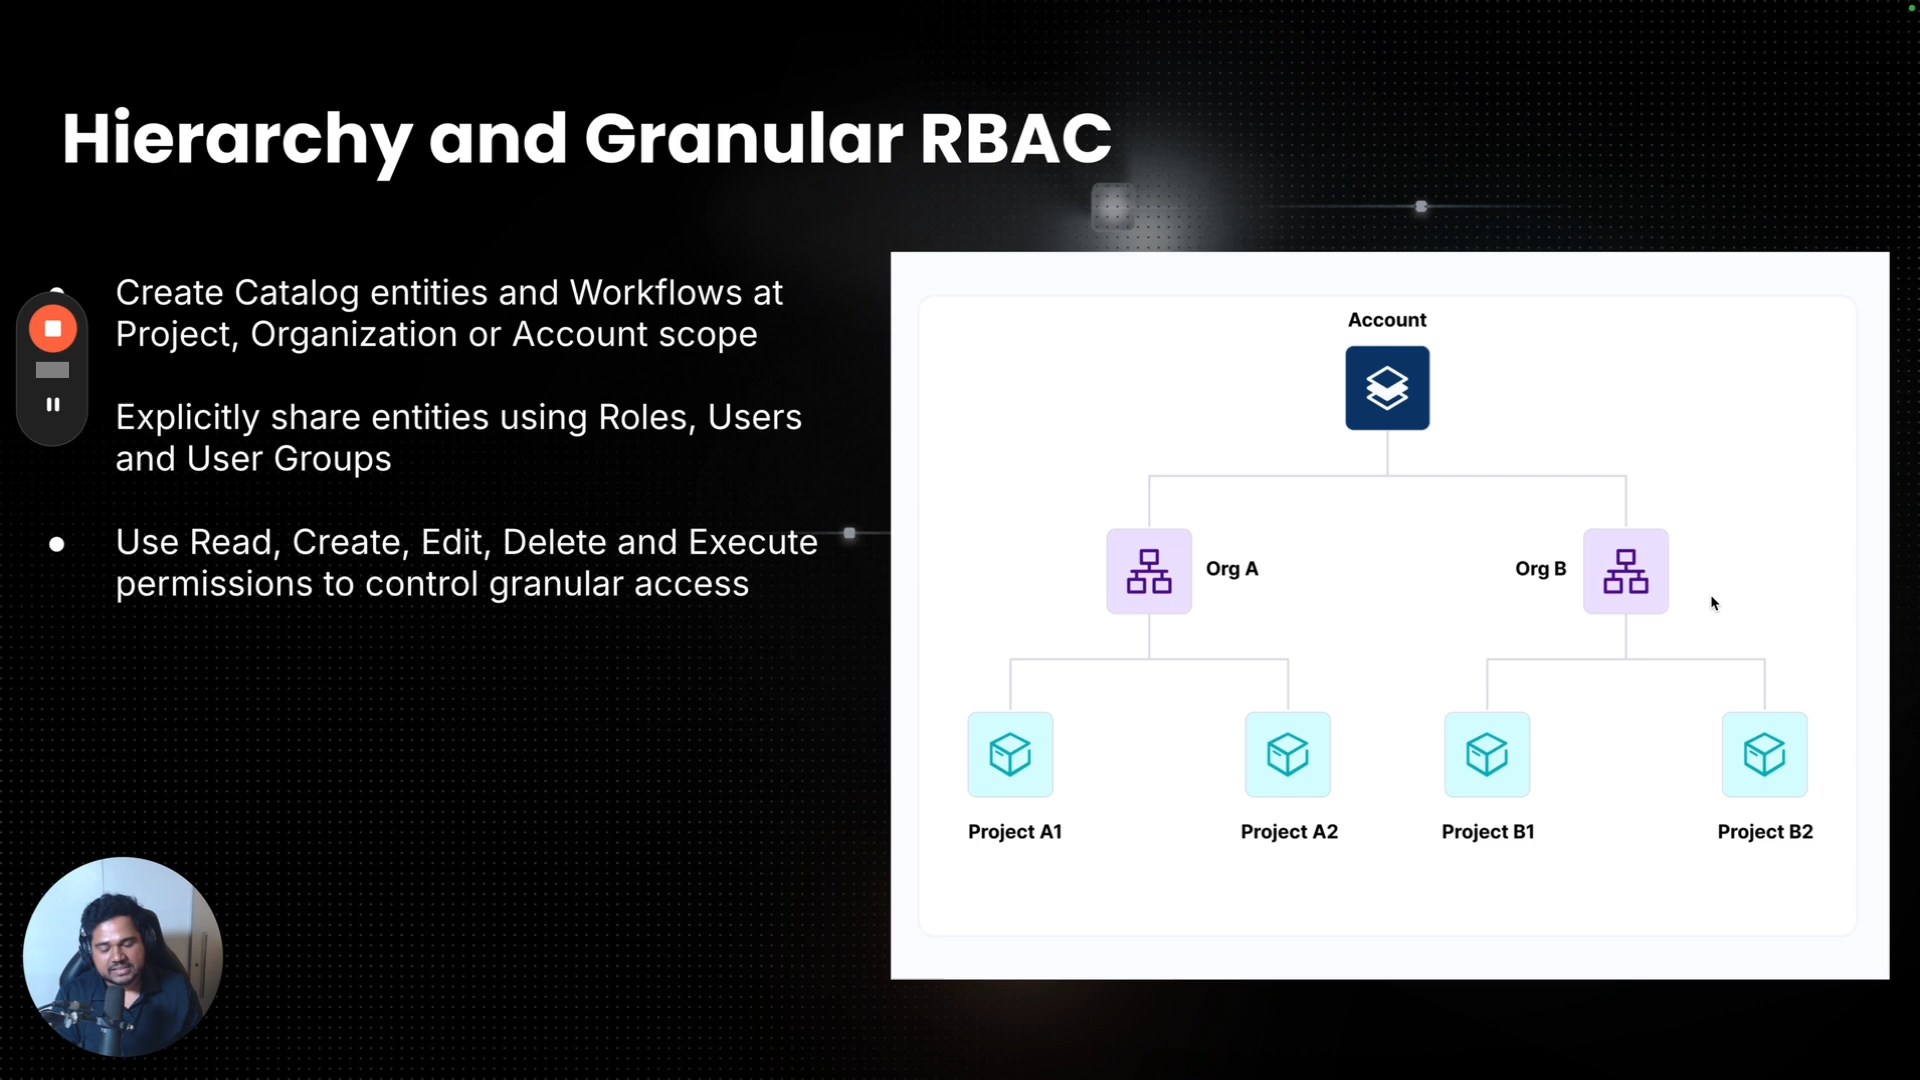 Hierarchy and Granular RBAC
Create Catalog entities and Workflows at
Project, Organization or Account scope
Explicitly share entities using Roles, Users
and User Groups
Use Read, Create, Edit, Delete and Execute
permissions to control granular access
Account
Org A
Org B
Project A1
Project A2
Project B1
Project B2